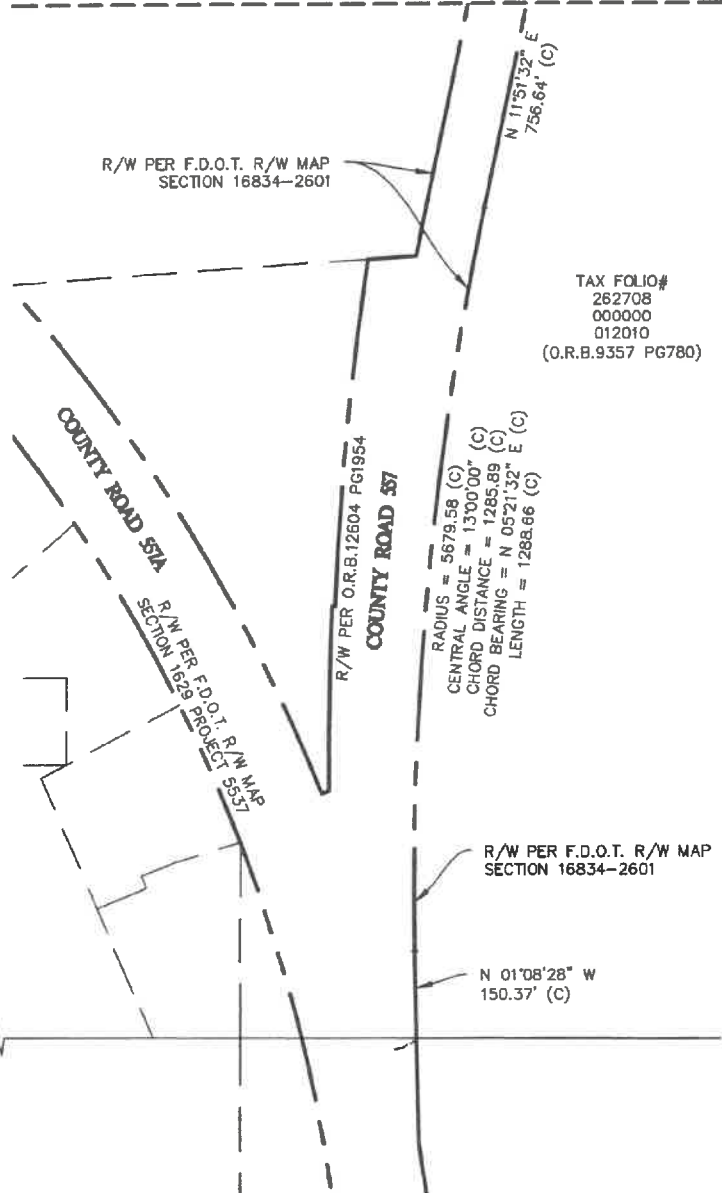 N 11°51'32" E
756.64' (C)
R/W PER F.D.O.T. R/W MAP
SECTION 16834-2601
TAX FOLIO#
262708
000000
012010
(O.R.B.9357 PG780)
COUNTY ROAD 557A
R/W PER O.R.B.12604 PG1954
COUNTY ROAD 557
RADIUS = 5679.58 (C)
CENTRAL ANGLE = 13°00'00" (C)
CHORD DISTANCE = 1285.89 (C)
CHORD BEARING = N 05°21'32" E (C)
LENGTH = 1288.66 (C)
R/W PER F.D.O.T. R/W MAP
SECTION 1629 PROJECT 5537
R/W PER F.D.O.T. R/W MAP
SECTION 16834-2601
N 01°08'28" W
150.37' (C)